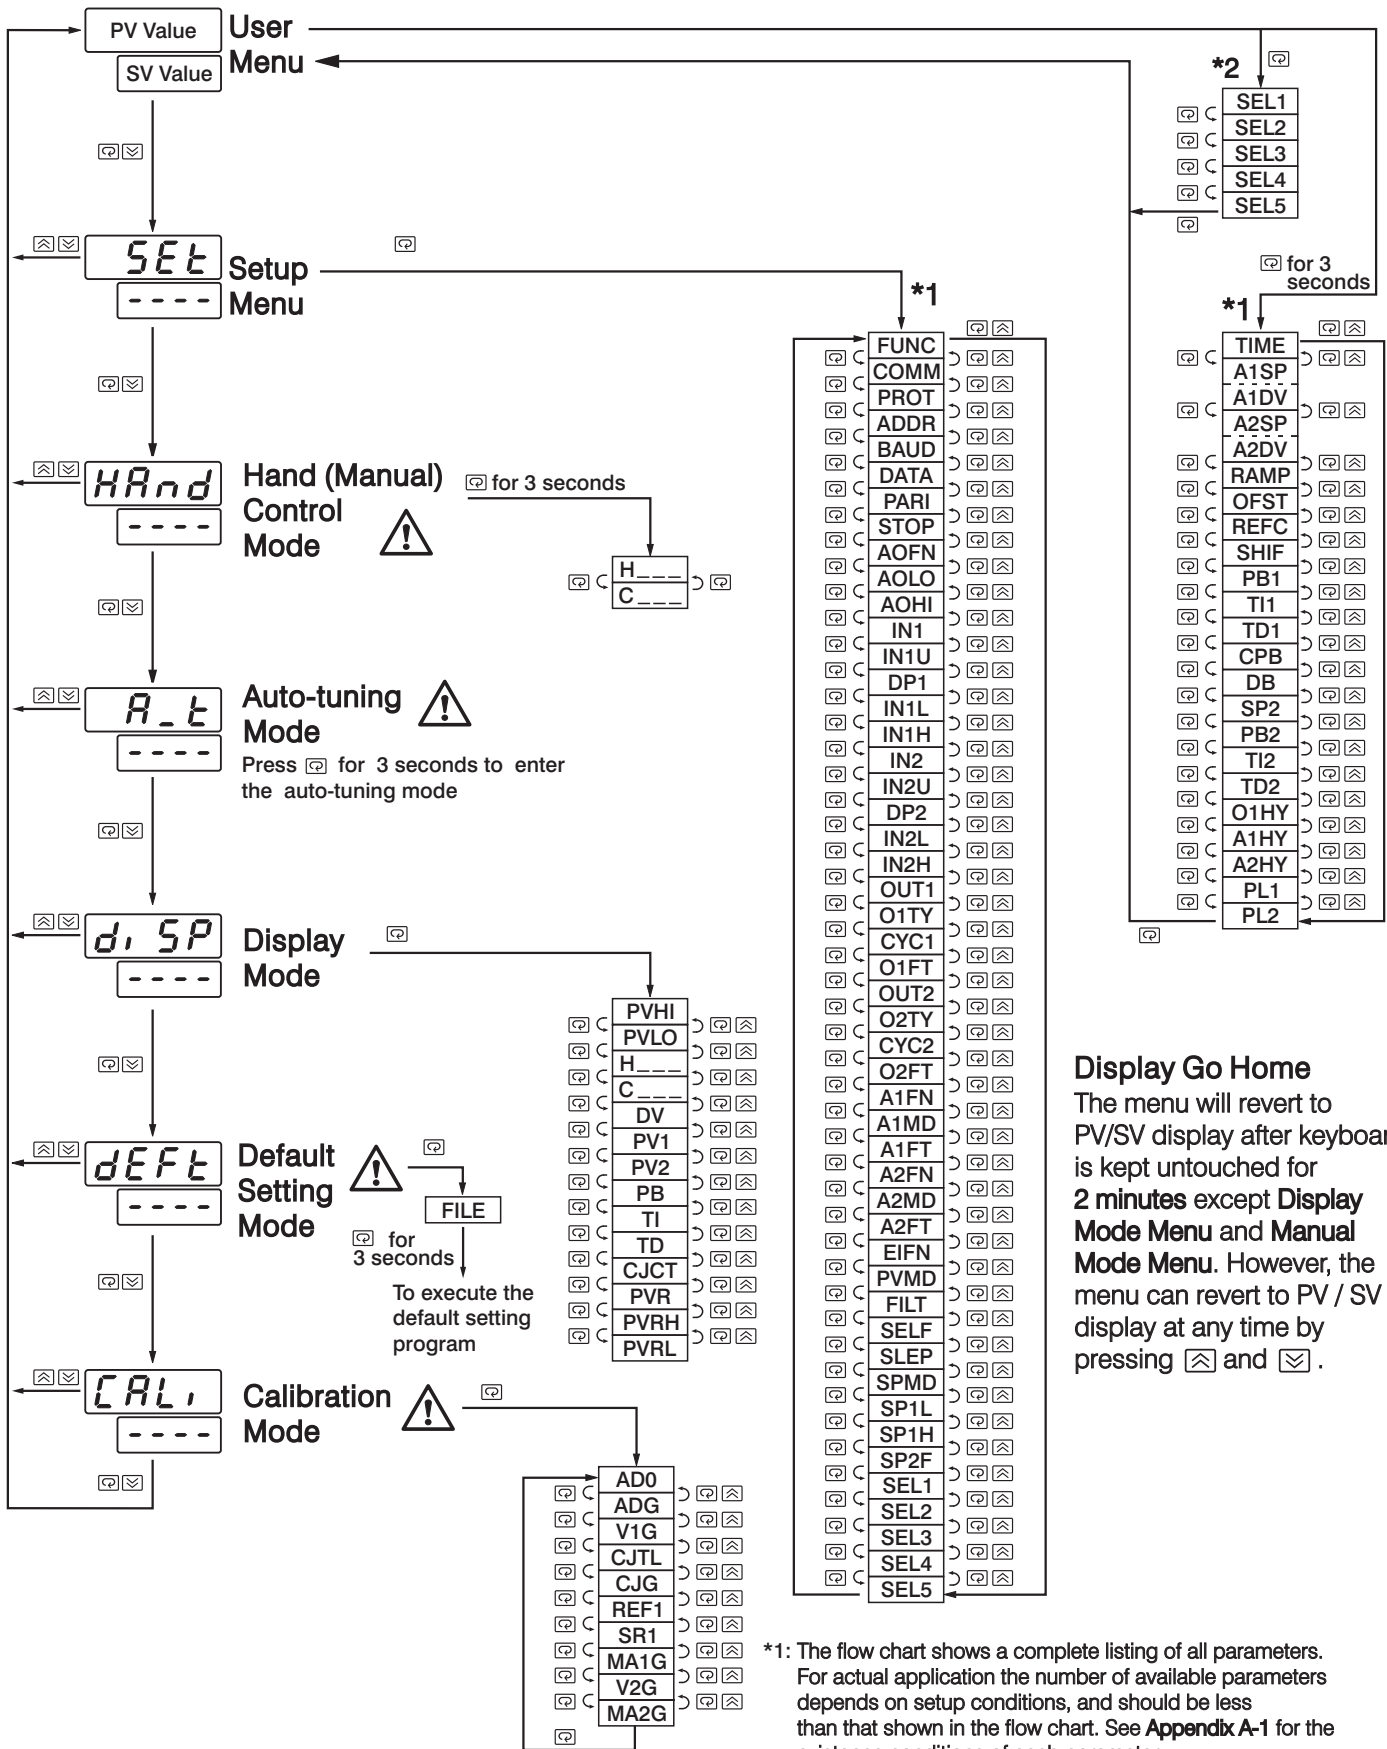 PV Value
SV Value
User
Menu
*2
SEL1
SEL2
SEL3
SEL4
SEL5
for 3
seconds
*1
TIME
A1SP
A1DV
A2SP
A2DV
RAMP
OFST
REFC
SHIF
PB1
TI1
TD1
CPB
DB
SP2
PB2
TI2
TD2
O1HY
A1HY
A2HY
PL1
PL2
SEt
- - - -
Setup
Menu
*1
FUNC
COMM
PROT
ADDR
BAUD
DATA
PARI
STOP
AOFN
AOLO
AOHI
IN1
IN1U
DP1
IN1L
IN1H
IN2
IN2U
DP2
IN2L
IN2H
OUT1
O1TY
CYC1
O1FT
OUT2
O2TY
CYC2
O2FT
A1FN
A1MD
A1FT
A2FN
A2MD
A2FT
EIFN
PVMD
FILT
SELF
SLEP
SPMD
SP1L
SP1H
SP2F
SEL1
SEL2
SEL3
SEL4
SEL5
HAnd
- - - -
Hand (Manual)
Control
Mode
for 3 seconds
H_ _ _
C_ _ _
A_t
- - - -
Auto-tuning
Mode
Press for 3 seconds to enter
the auto-tuning mode
diSP
- - - -
Display
Mode
PVHI
PVLO
H_ _ _
C_ _ _
DV
PV1
PV2
PB
TI
TD
CJCT
PVR
PVRH
PVRL
dEFt
- - - -
Default
Setting
Mode
FILE
for
3 seconds
To execute the
default setting
program
CALi
- - - -
Calibration
Mode
AD0
ADG
V1G
CJTL
CJG
REF1
SR1
MA1G
V2G
MA2G
Display Go Home
The menu will revert to
PV/SV display after keyboar
is kept untouched for
2 minutes except Display
Mode Menu and Manual
Mode Menu. However, the
menu can revert to PV / SV
display at any time by
pressing and .
*1: The flow chart shows a complete listing of all parameters.
For actual application the number of available parameters
depends on setup conditions, and should be less
than that shown in the flow chart. See Appendix A-1 for the